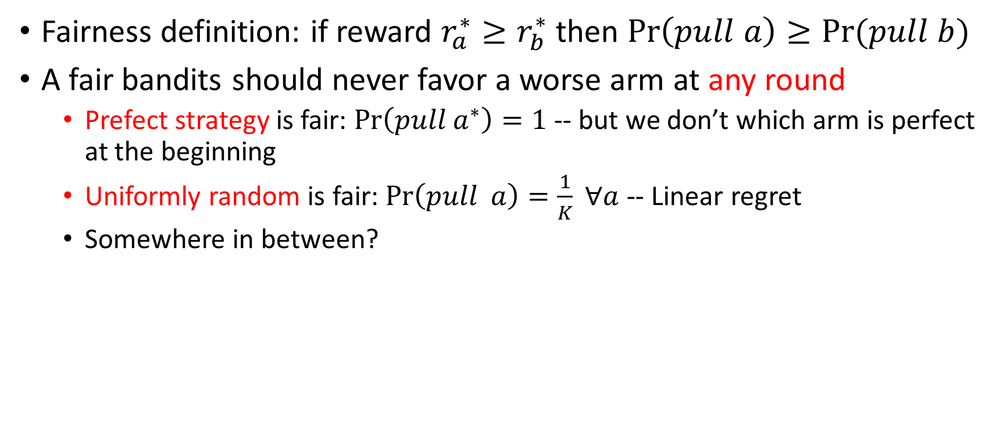 • Fairness definition: if reward $r_a^* \geq r_b^*$ then $\Pr(pull\ a) \geq \Pr(pull\ b)$
• A fair bandits should never favor a worse arm at any round
• Prefect strategy is fair: $\Pr(pull\ a^*) = 1$ -- but we don’t which arm is perfect
at the beginning
• Uniformly random is fair: $\Pr(pull\ a) = \frac{1}{K}\ \forall a$ -- Linear regret
• Somewhere in between?